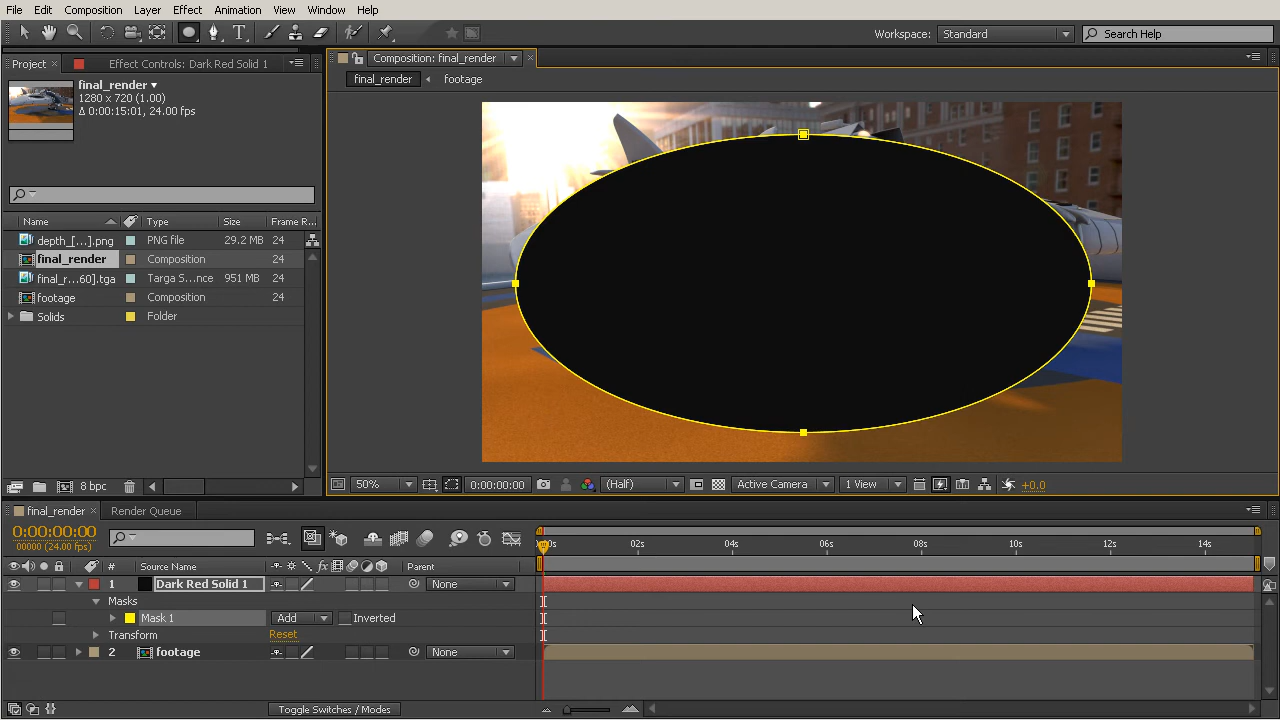 File Edit Composition Layer Effect Animation View Window Help
Workspace: Standard Search Help
Project Effect Controls: Dark Red Solid 1
Composition: final_render
final_render
1280 x 720 (1.00)
Δ 0:00:15:01, 24.00 fps
final_render footage
Name Type Size Frame R...
depth_[...].png PNG file 29.2 MB 24
final_render Composition 24
final_r...60].tga Targa S...nce 951 MB 24
footage Composition 24
Solids Folder
8 bpc
50% 0:00:00:00 (Half) Active Camera 1 View +0.0
final_render Render Queue
0:00:00:00
00000 (24.00 fps)
02s 04s 06s 08s 10s 12s 14s
# Source Name Parent
1 Dark Red Solid 1 None
Masks
Mask 1 Add Inverted
Transform Reset
2 footage None
Toggle Switches / Modes